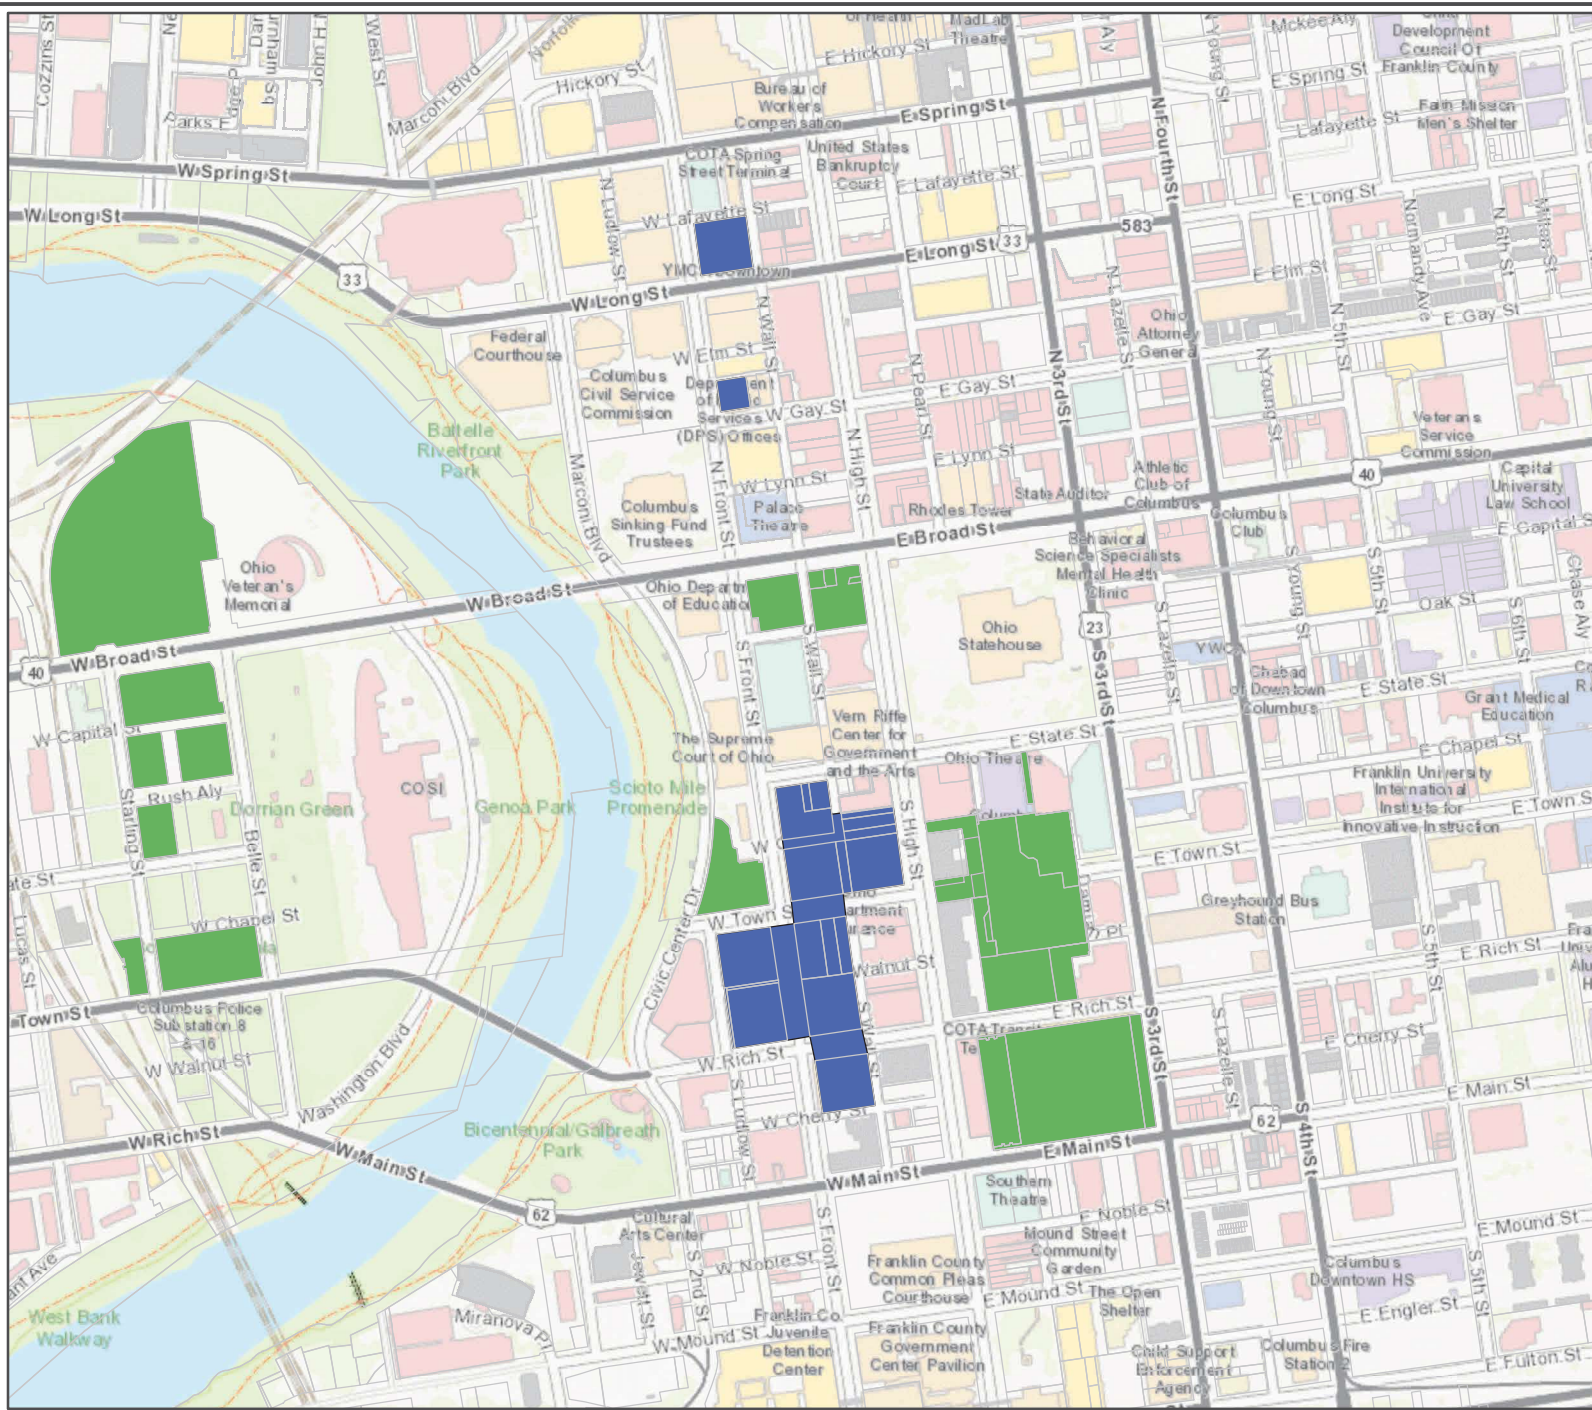 Cozzins St
West St
Norfolk
Marconi Blvd
Hickory St
E Hickory St
MadLab
Theatre
Bureau of
Workers
Compensation
E Spring St
Mckee Aly
Development
Council Of
Franklin County
E Spring St
Faith Mission
Men's Shelter
Lafayette St
N Young St
N Fourth St
W Spring St
COTA Spring
Street Terminal
United States
Bankruptcy
Court
E Lafayette St
E Long St
W Long St
N Ludlow St
W Lafayette St
E Long St
33
583
Normandy Ave
N 6th St
33
W Long St
N Wall St
E Elm St
N Lazelle St
N 5th St
E Gay St
Federal
Courthouse
W Elm St
Ohio
Attorney
General
Columbus
Civil Service
Commission
Services
(DPS) Offices
W Gay St
E Gay St
N Pearl St
N 3rd St
N Young St
Veterans
Service
Commission
Battelle
Riverfront
Park
Marconi Blvd
N Front St
N High St
E Lynn St
W Lynn St
State Auditor
Athletic
Club of
Columbus
40
Capital
University
Law School
Columbus
Sinking Fund
Trustees
Palace
Theatre
Rhodes Tower
E Broad St
Columbus
Club
E Capital S
Ohio
Veteran's
Memorial
W Broad St
Behavioral
Science Specialists
Mental Health
Clinic
S Young St
S 5th St
Chase Aly
Oak St
S 6th St
S Lazelle St
Ohio
Statehouse
23
YWCA
40
W Broad St
S Front St
S Wall St
S 3rd St
Chabad
of Downtown
Columbus
E State St
Grant Medical
Education
W Capital St
The Supreme
Court of Ohio
Vern Riffe
Center for
Government
and the Arts
E State St
Ohio Theatre
E Chapel St
COSI
Rush Aly
Dorrian Green
Genoa Park
Scioto Mile
Promenade
Franklin University
International
Institute for
Innovative Instruction
E Town S
Starling St
Belle St
S High St
E Town St
W Chapel St
W Town S
Greyhound Bus
Station
Lucas St
Civic Center Dr
Walnut St
E Rich St
S 5th St
Town St
Columbus Police
Substation 8
& 16
W Walnut St
Washington Blvd
W Rich St
S Wall St
E Rich St
S 3rd St
S Lazelle St
E Cherry St
S Ludlow St
W Cherry St
E Main St
62
W Rich St
W Main St
Bicentennial/Galbreath
Park
W Main St
E Main St
S 4th St
62
Southern
Theatre
Cultural
Arts Center
S Front St
E Noble St
Mound Street
Community
Garden
E Mound St
W Noble St
Jewett St
S 2nd St
Franklin County
Common Pleas
Courthouse
E Mound St
The Open
Shelter
Columbus
Downtown HS
E Engler St
S 5th St
West Bank
Walkway
Miranova Pl
W Mound St
Franklin Co.
Juvenile
Detention
Center
Franklin County
Government
Center Pavilion
Child Support
Enforcement
Agency
Columbus Fire
Station 2
E Fulton St